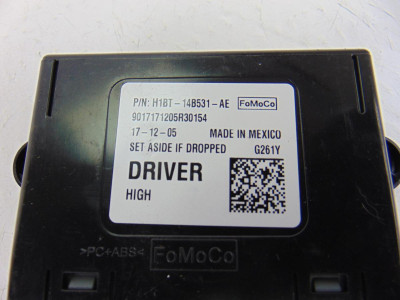 P/N: H1BT-14B531-AE FoMoCo
9017171205R30154
17-12-05 MADE IN MEXICO
SET ASIDE IF DROPPED G261Y
DRIVER
HIGH
>PC+ABS< FoMoCo